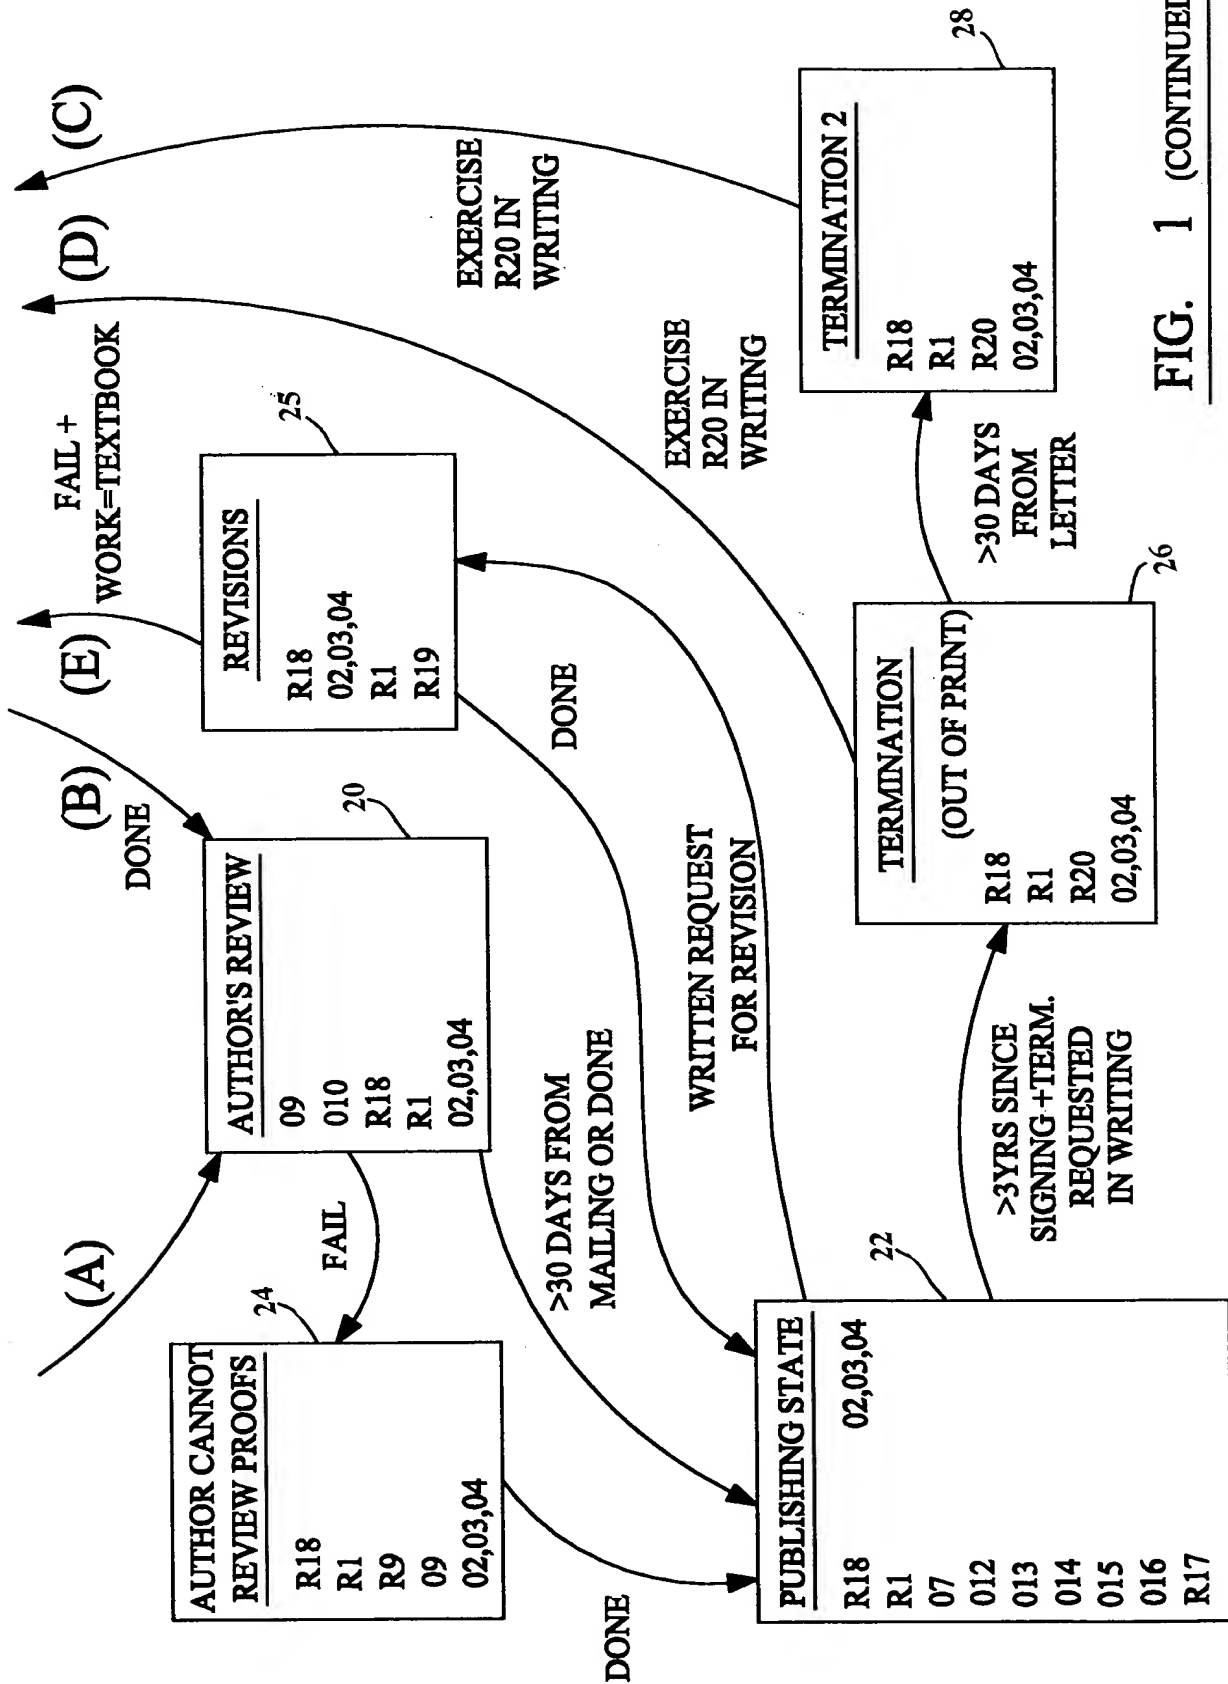 (A)
(B)
DONE
(E)
FAIL +
WORK=TEXTBOOK
(D)
(C)
AUTHOR CANNOT
REVIEW PROOFS
R18
R1
R9
09
02,03,04
24
FAIL
AUTHOR'S REVIEW
09
010
R18
R1
02,03,04
20
REVISIONS
R18
02,03,04
R1
R19
25
EXERCISE
R20 IN
WRITING
DONE
>30 DAYS FROM
MAILING OR DONE
DONE
WRITTEN REQUEST
FOR REVISION
EXERCISE
R20 IN
WRITING
PUBLISHING STATE
R18 02,03,04
R1
07
012
013
014
015
016
R17
22
>3YRS SINCE
SIGNING +TERM.
REQUESTED
IN WRITING
TERMINATION
(OUT OF PRINT)
R18
R1
R20
02,03,04
26
>30 DAYS
FROM
LETTER
TERMINATION 2
R18
R1
R20
02,03,04
28
FIG. 1 (CONTINUED